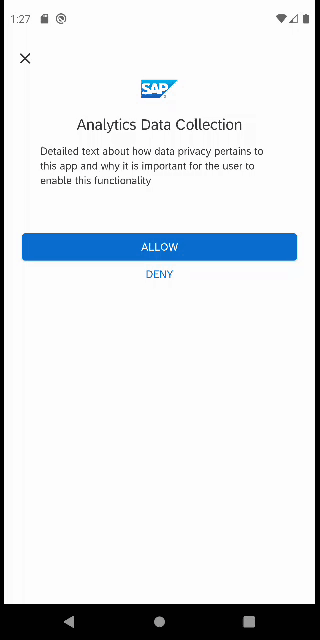 1:27
SAP
Analytics Data Collection
Detailed text about how data privacy pertains to
this app and why it is important for the user to
enable this functionality
ALLOW
DENY